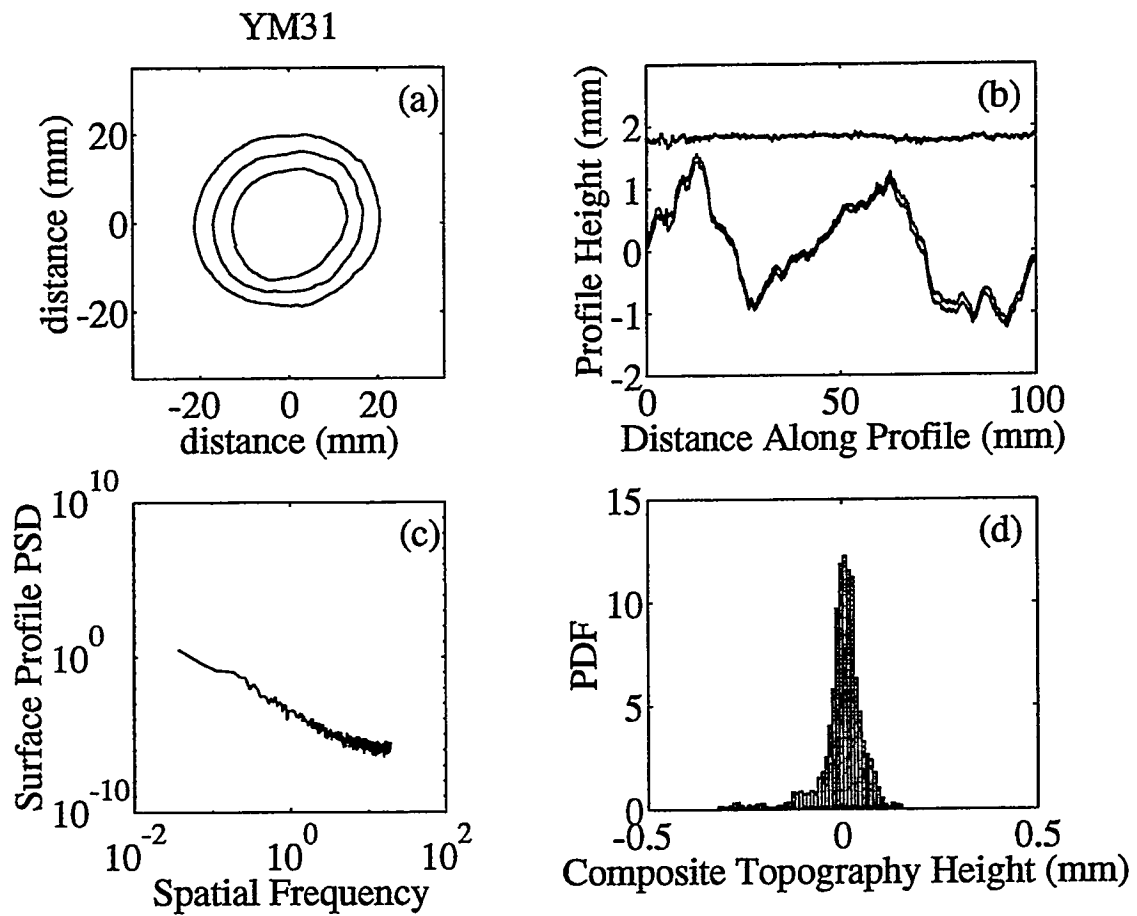 YM31
(a)
20
0
-20
distance (mm)
-20 0 20
distance (mm)
(b)
2
1
0
-1
-2
Profile Height (mm)
0 50 100
Distance Along Profile (mm)
(c)
10^10
10^0
10^-10
Surface Profile PSD
10^-2 10^0 10^2
Spatial Frequency
(d)
15
10
5
0
PDF
-0.5 0 0.5
Composite Topography Height (mm)